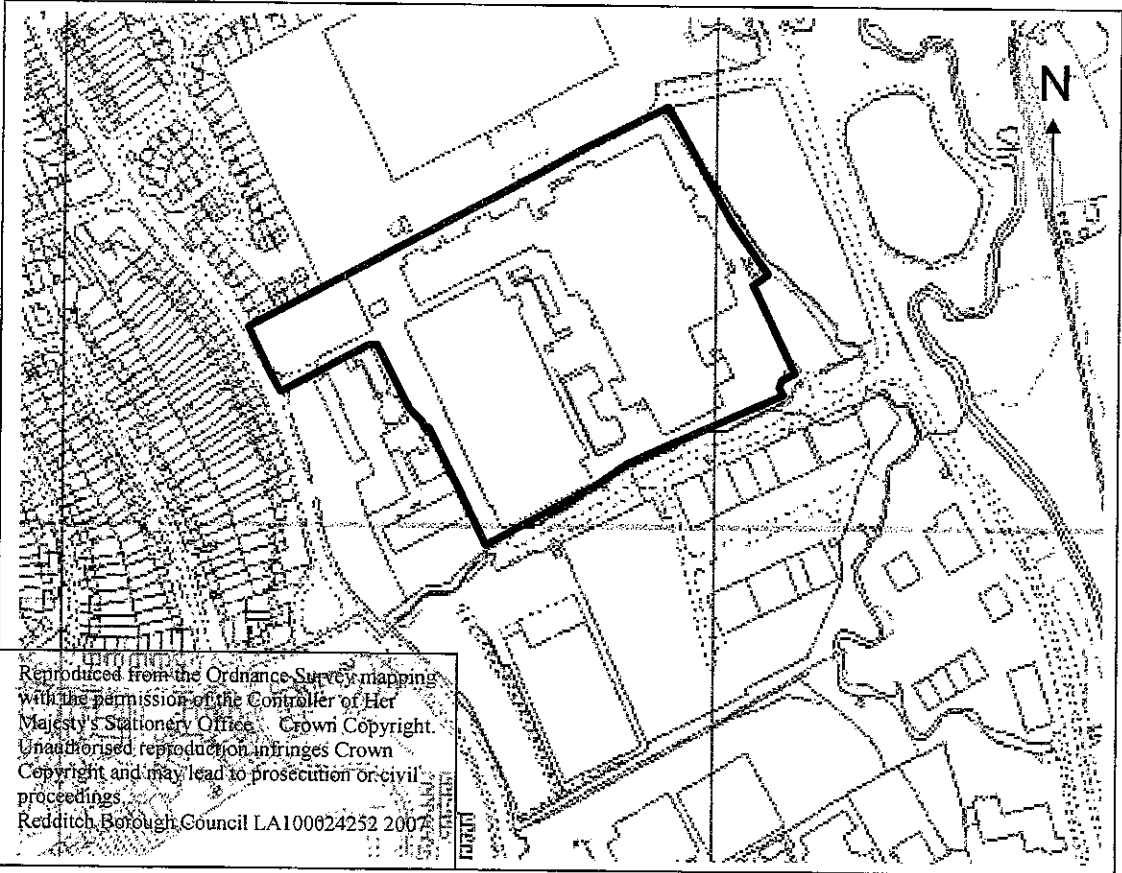 N
Reproduced from the Ordnance Survey mapping
with the permission of the Controller of Her
Majesty's Stationery Office. Crown Copyright.
Unauthorised reproduction infringes Crown
Copyright and may lead to prosecution or civil
proceedings.
Redditch Borough Council LA100024252 2007